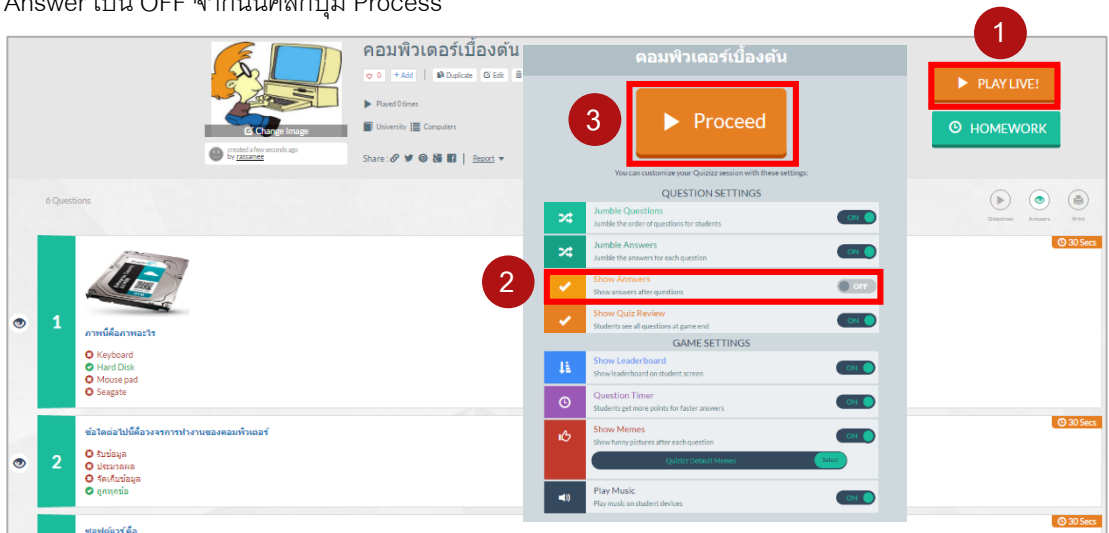 Answer เป็น OFF จากนั้นคลิกปุ่ม Process
1
คอมพิวเตอร์เบื้องต้น
0 + Add | Duplicate Edit
Played 0 times
University Computers
Change Image
created a few seconds ago
by rassamee
Share : | Report
คอมพิวเตอร์เบื้องต้น
3
Proceed
You can customize your Quizizz session with these settings:
PLAY LIVE!
HOMEWORK
6 Questions
Slideshow Answers Print
QUESTION SETTINGS
Jumble Questions
Jumble the order of questions for students
ON
Jumble Answers
Jumble the answers for each question
ON
2
Show Answers
Show answers after questions
OFF
Show Quiz Review
Students see all questions at game end
ON
GAME SETTINGS
Show Leaderboard
Show leaderboard on student screen
ON
Question Timer
Students get more points for faster answers
ON
Show Memes
Show funny pictures after each question
ON
Quizizz Default Memes
Select
Play Music
Play music on student devices
ON
30 Secs
1
ภาพนี้คือภาพอะไร
Keyboard
Hard Disk
Mouse pad
Seagate
30 Secs
2
ข้อใดต่อไปนี้คือวงจรการทำงานของคอมพิวเตอร์
รับข้อมูล
ประมวลผล
จัดเก็บข้อมูล
ถูกทุกข้อ
30 Secs
ซอฟต์แวร์ คือ